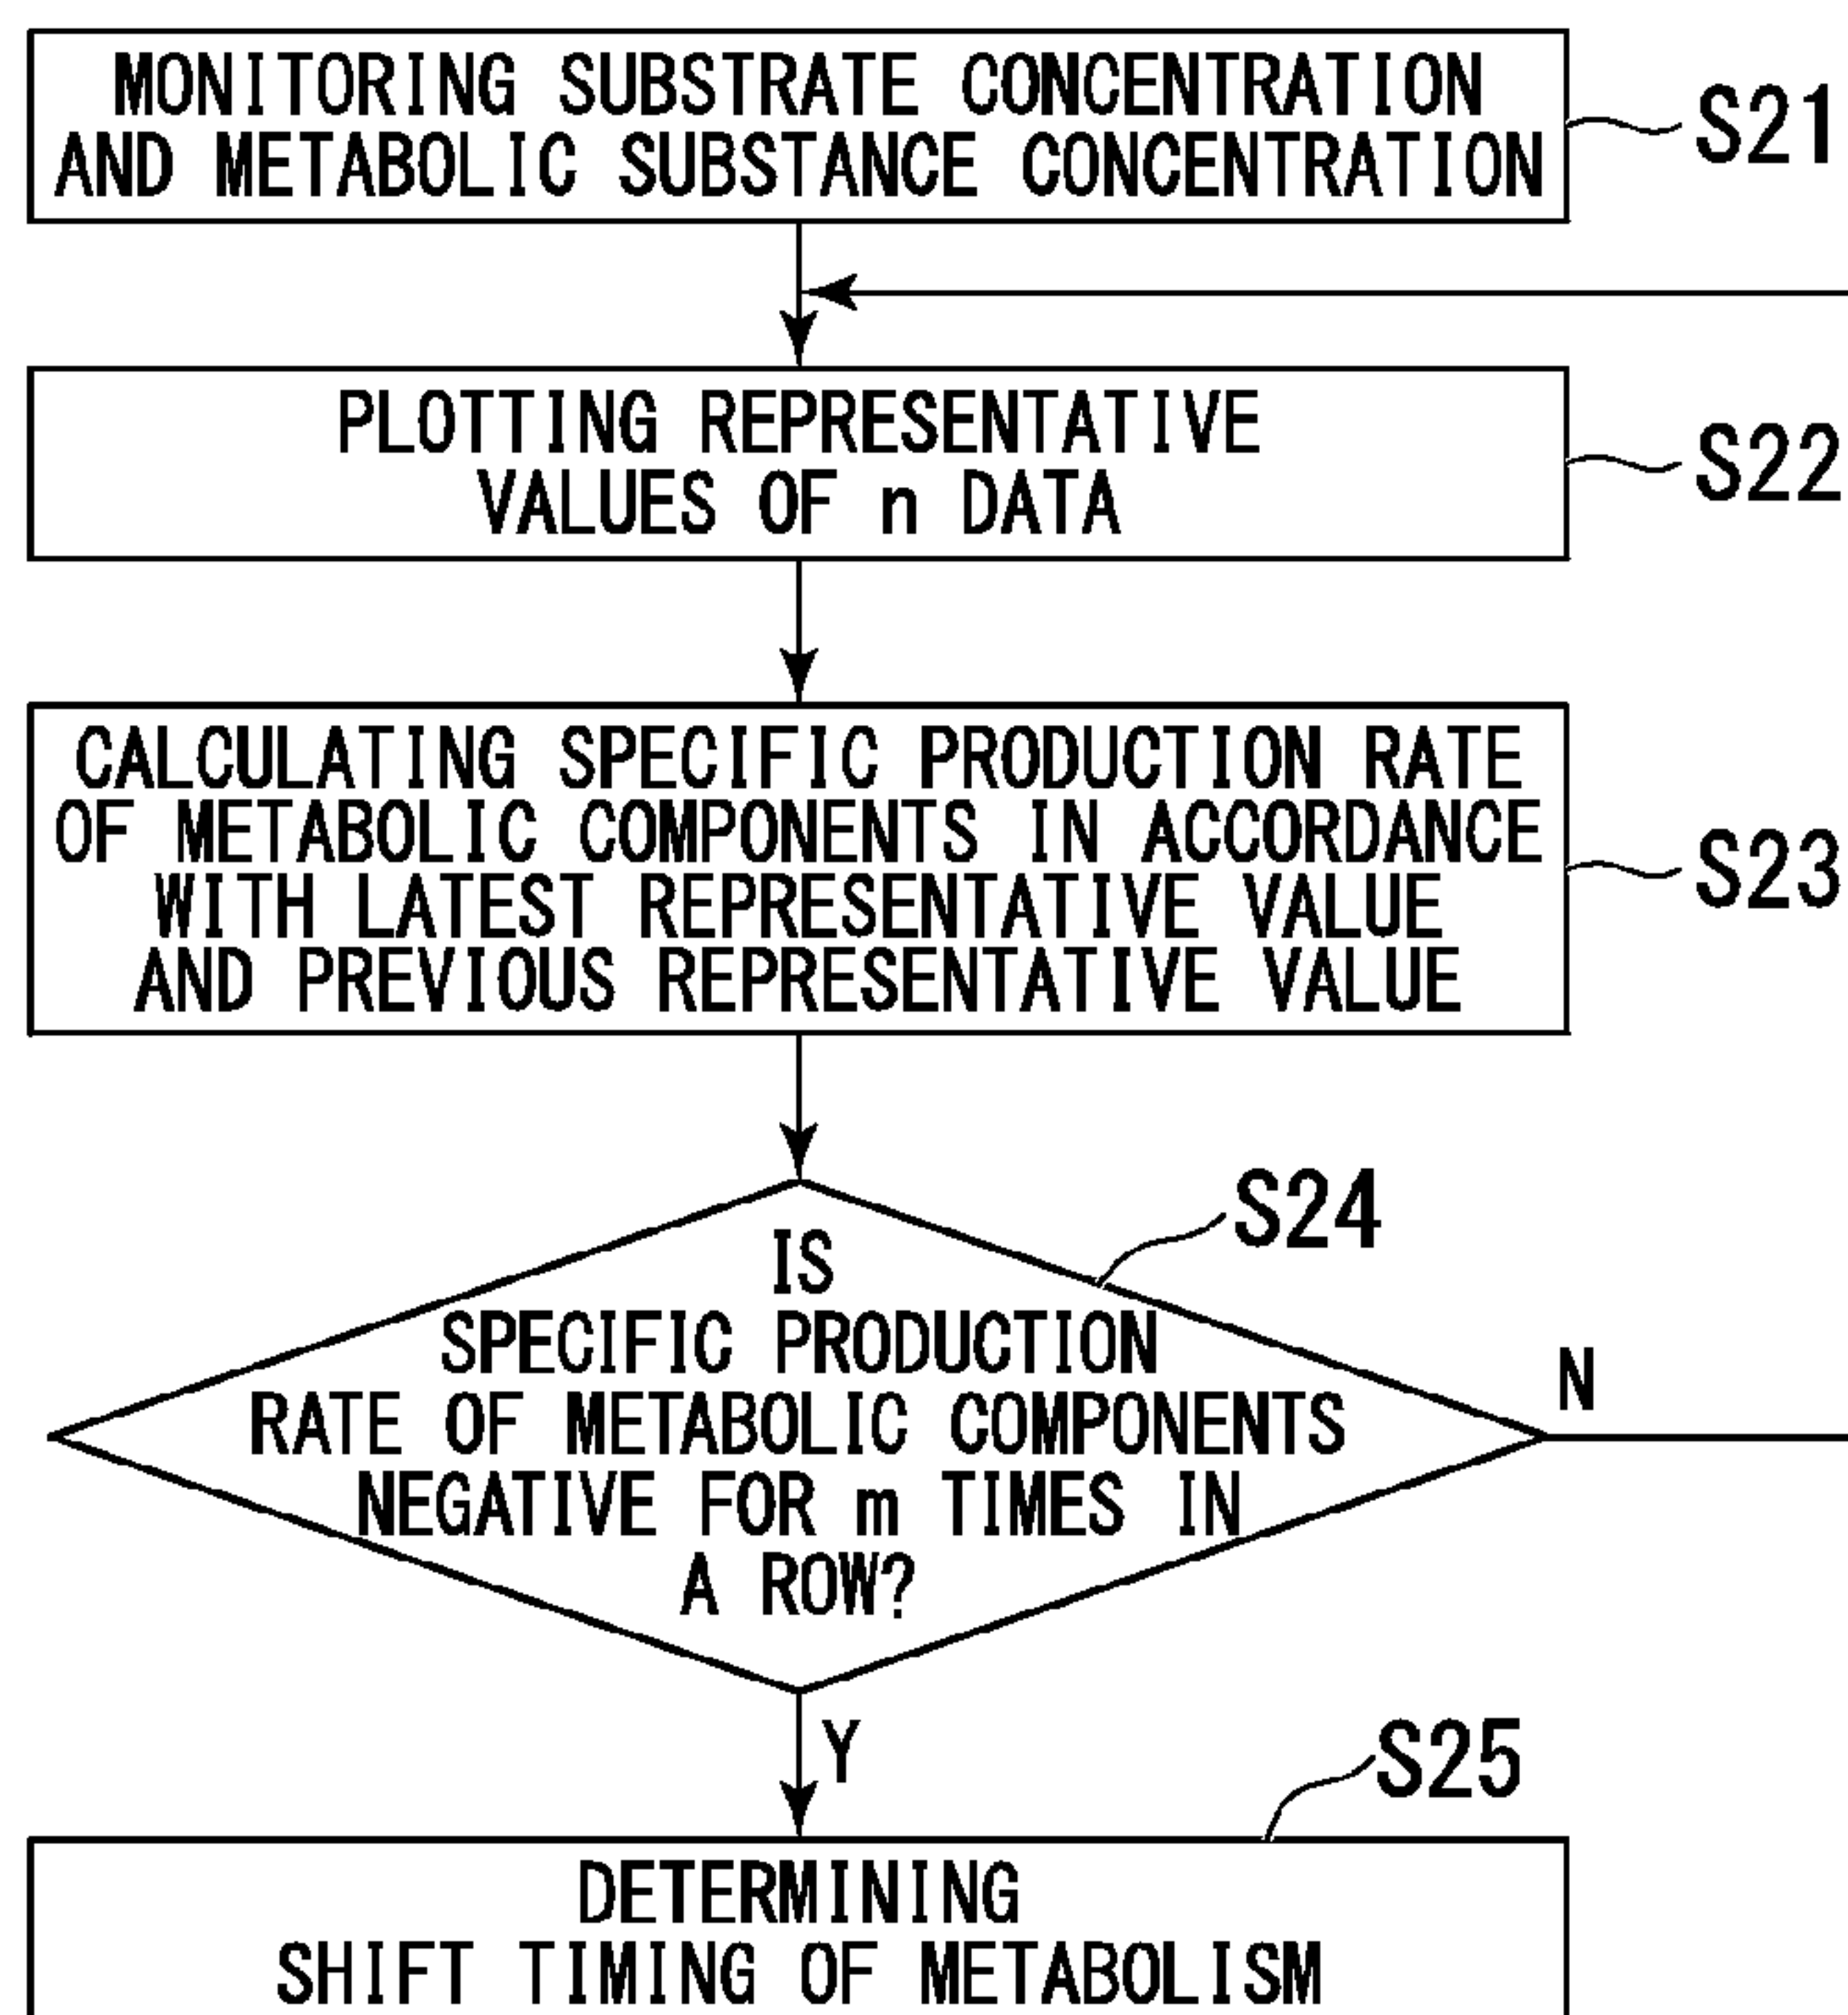 MONITORING SUBSTRATE CONCENTRATION
AND METABOLIC SUBSTANCE CONCENTRATION
S21
PLOTTING REPRESENTATIVE
VALUES OF n DATA
S22
CALCULATING SPECIFIC PRODUCTION RATE
OF METABOLIC COMPONENTS IN ACCORDANCE
WITH LATEST REPRESENTATIVE VALUE
AND PREVIOUS REPRESENTATIVE VALUE
S23
S24
IS
SPECIFIC PRODUCTION
RATE OF METABOLIC COMPONENTS
NEGATIVE FOR m TIMES IN
A ROW?
N
Y
S25
DETERMINING
SHIFT TIMING OF METABOLISM